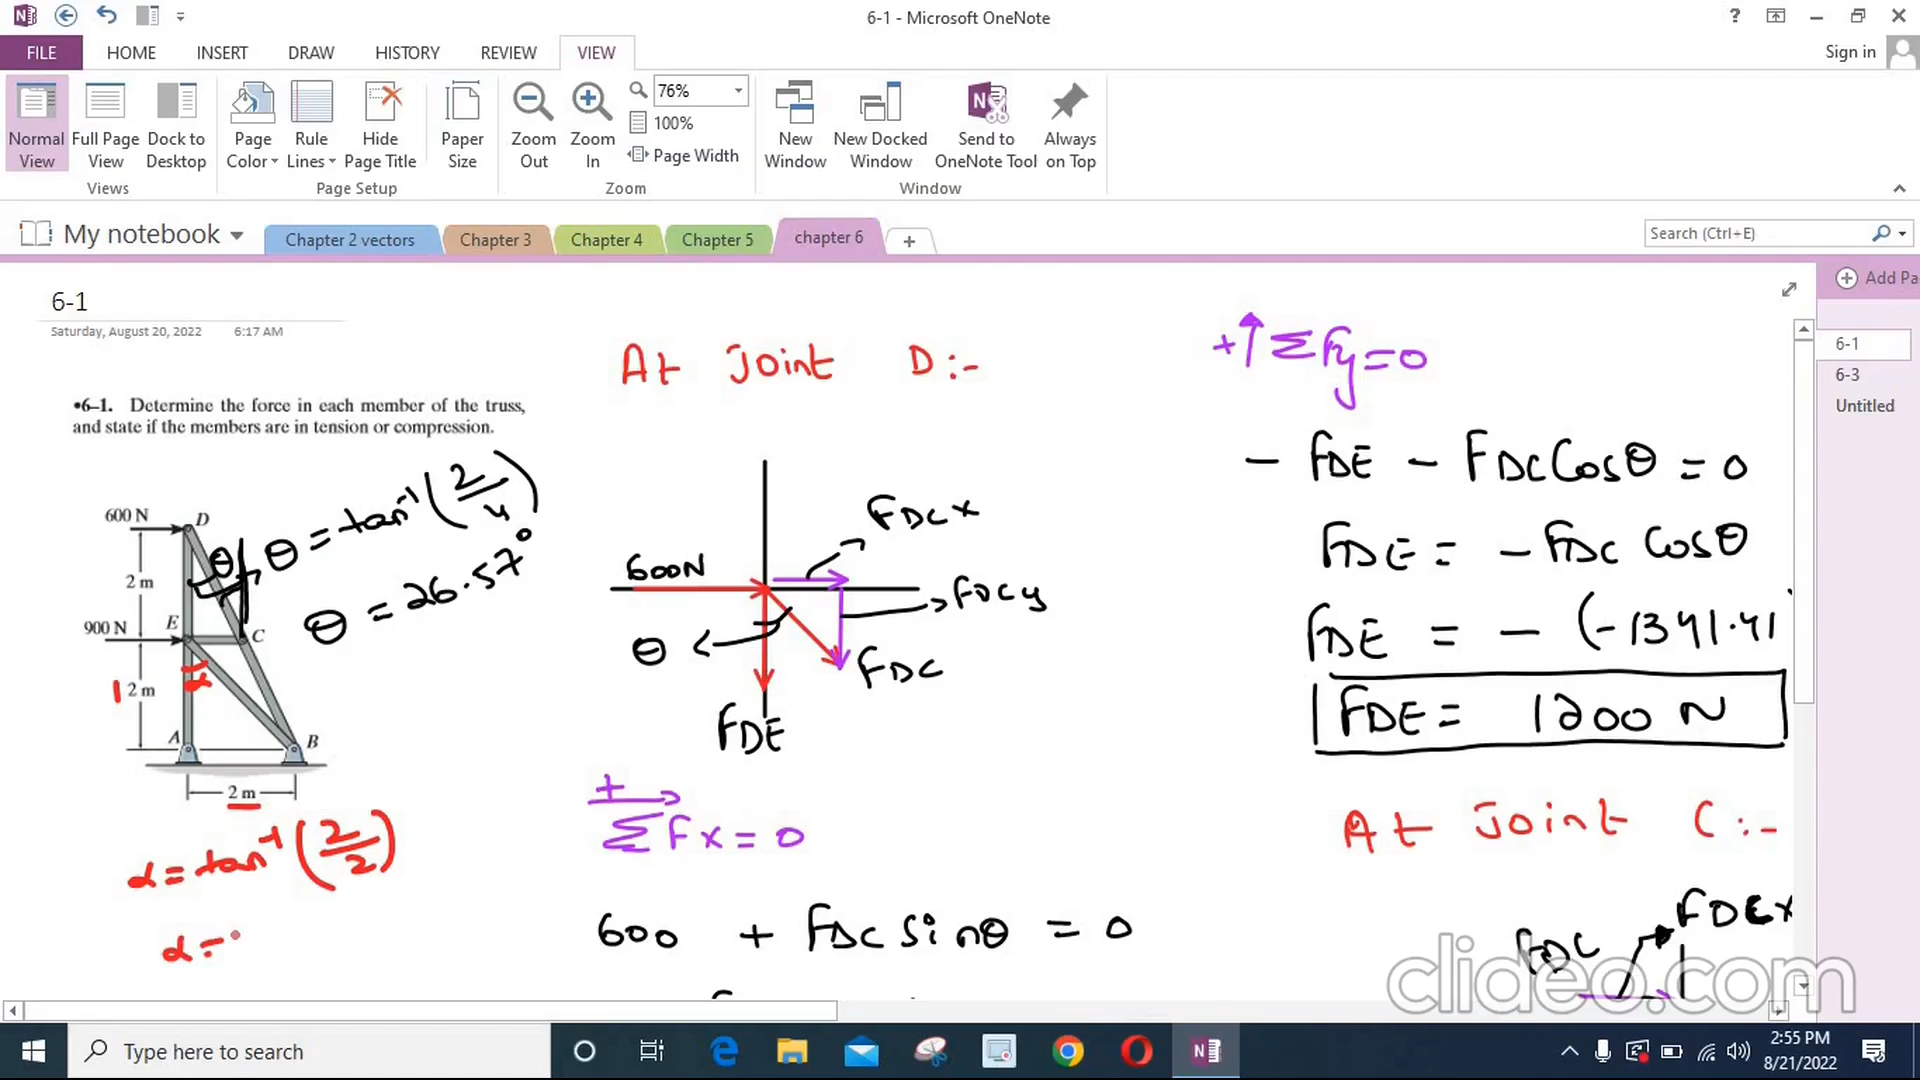 6-1 - Microsoft OneNote
FILE HOME INSERT DRAW HISTORY REVIEW VIEW
Sign in
Normal View
Full Page View
Dock to Desktop
Views
Page Color
Rule Lines
Hide Page Title
Paper Size
Page Setup
Zoom Out
Zoom In
76%
100%
Page Width
Zoom
New Window
New Docked Window
Send to OneNote Tool
Always on Top
Window
My notebook
Chapter 2 vectors
Chapter 3
Chapter 4
Chapter 5
chapter 6
Search (Ctrl+E)
Add Pa
6-1
6-3
Untitled
6-1
Saturday, August 20, 2022 6:17 AM
•6–1. Determine the force in each member of the truss,
and state if the members are in tension or compression.
600 N
D
θ
2 m
900 N
E
C
α
2 m
A
B
2 m
θ = tan⁻¹(2/4)
θ = 26.57°
α = tan⁻¹(2/2)
α =
At Joint D:-
600N
FDCx
FDCy
θ
FDC
FDE
+
ΣFx = 0
600 + FDC sinθ = 0
+↑ ΣFy = 0
- FDE - FDC Cosθ = 0
FDE = - FDC Cosθ
FDE = - (-1341.41
FDE = 1200 N
At Joint C:-
FDC
clideo.com
Type here to search
2:55 PM
8/21/2022